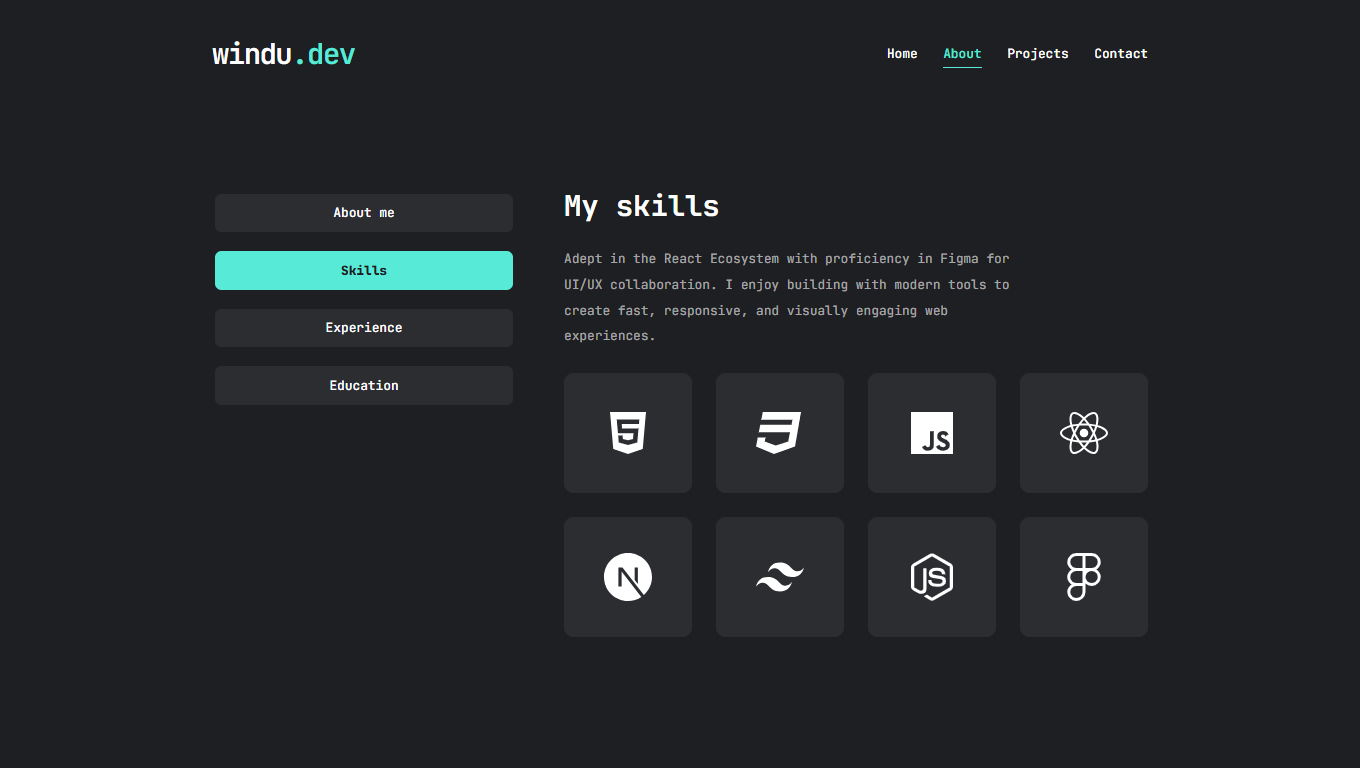 windu.dev
Home About Projects Contact
About me
Skills
Experience
Education
My skills
Adept in the React Ecosystem with proficiency in Figma for
UI/UX collaboration. I enjoy building with modern tools to
create fast, responsive, and visually engaging web
experiences.
5
JS
N
JS